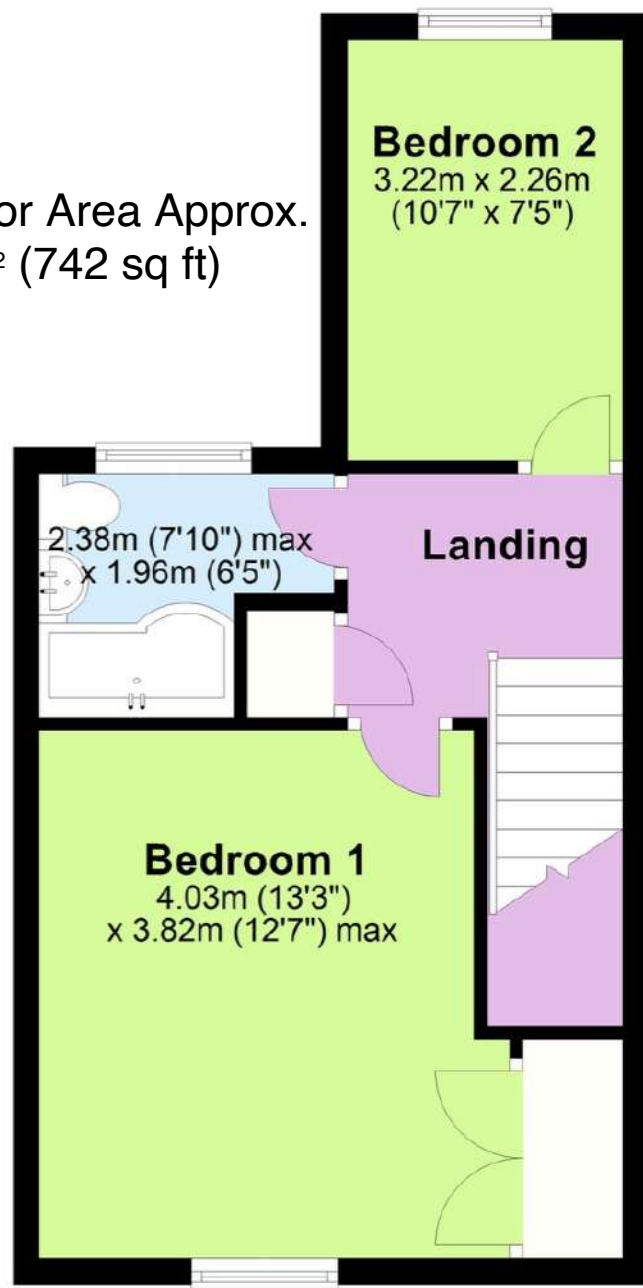 Bedroom 2
3.22m x 2.26m
(10'7" x 7'5")
or Area Approx.
² (742 sq ft)
2.38m (7'10") max
x 1.96m (6'5")
Landing
Bedroom 1
4.03m (13'3")
x 3.82m (12'7") max